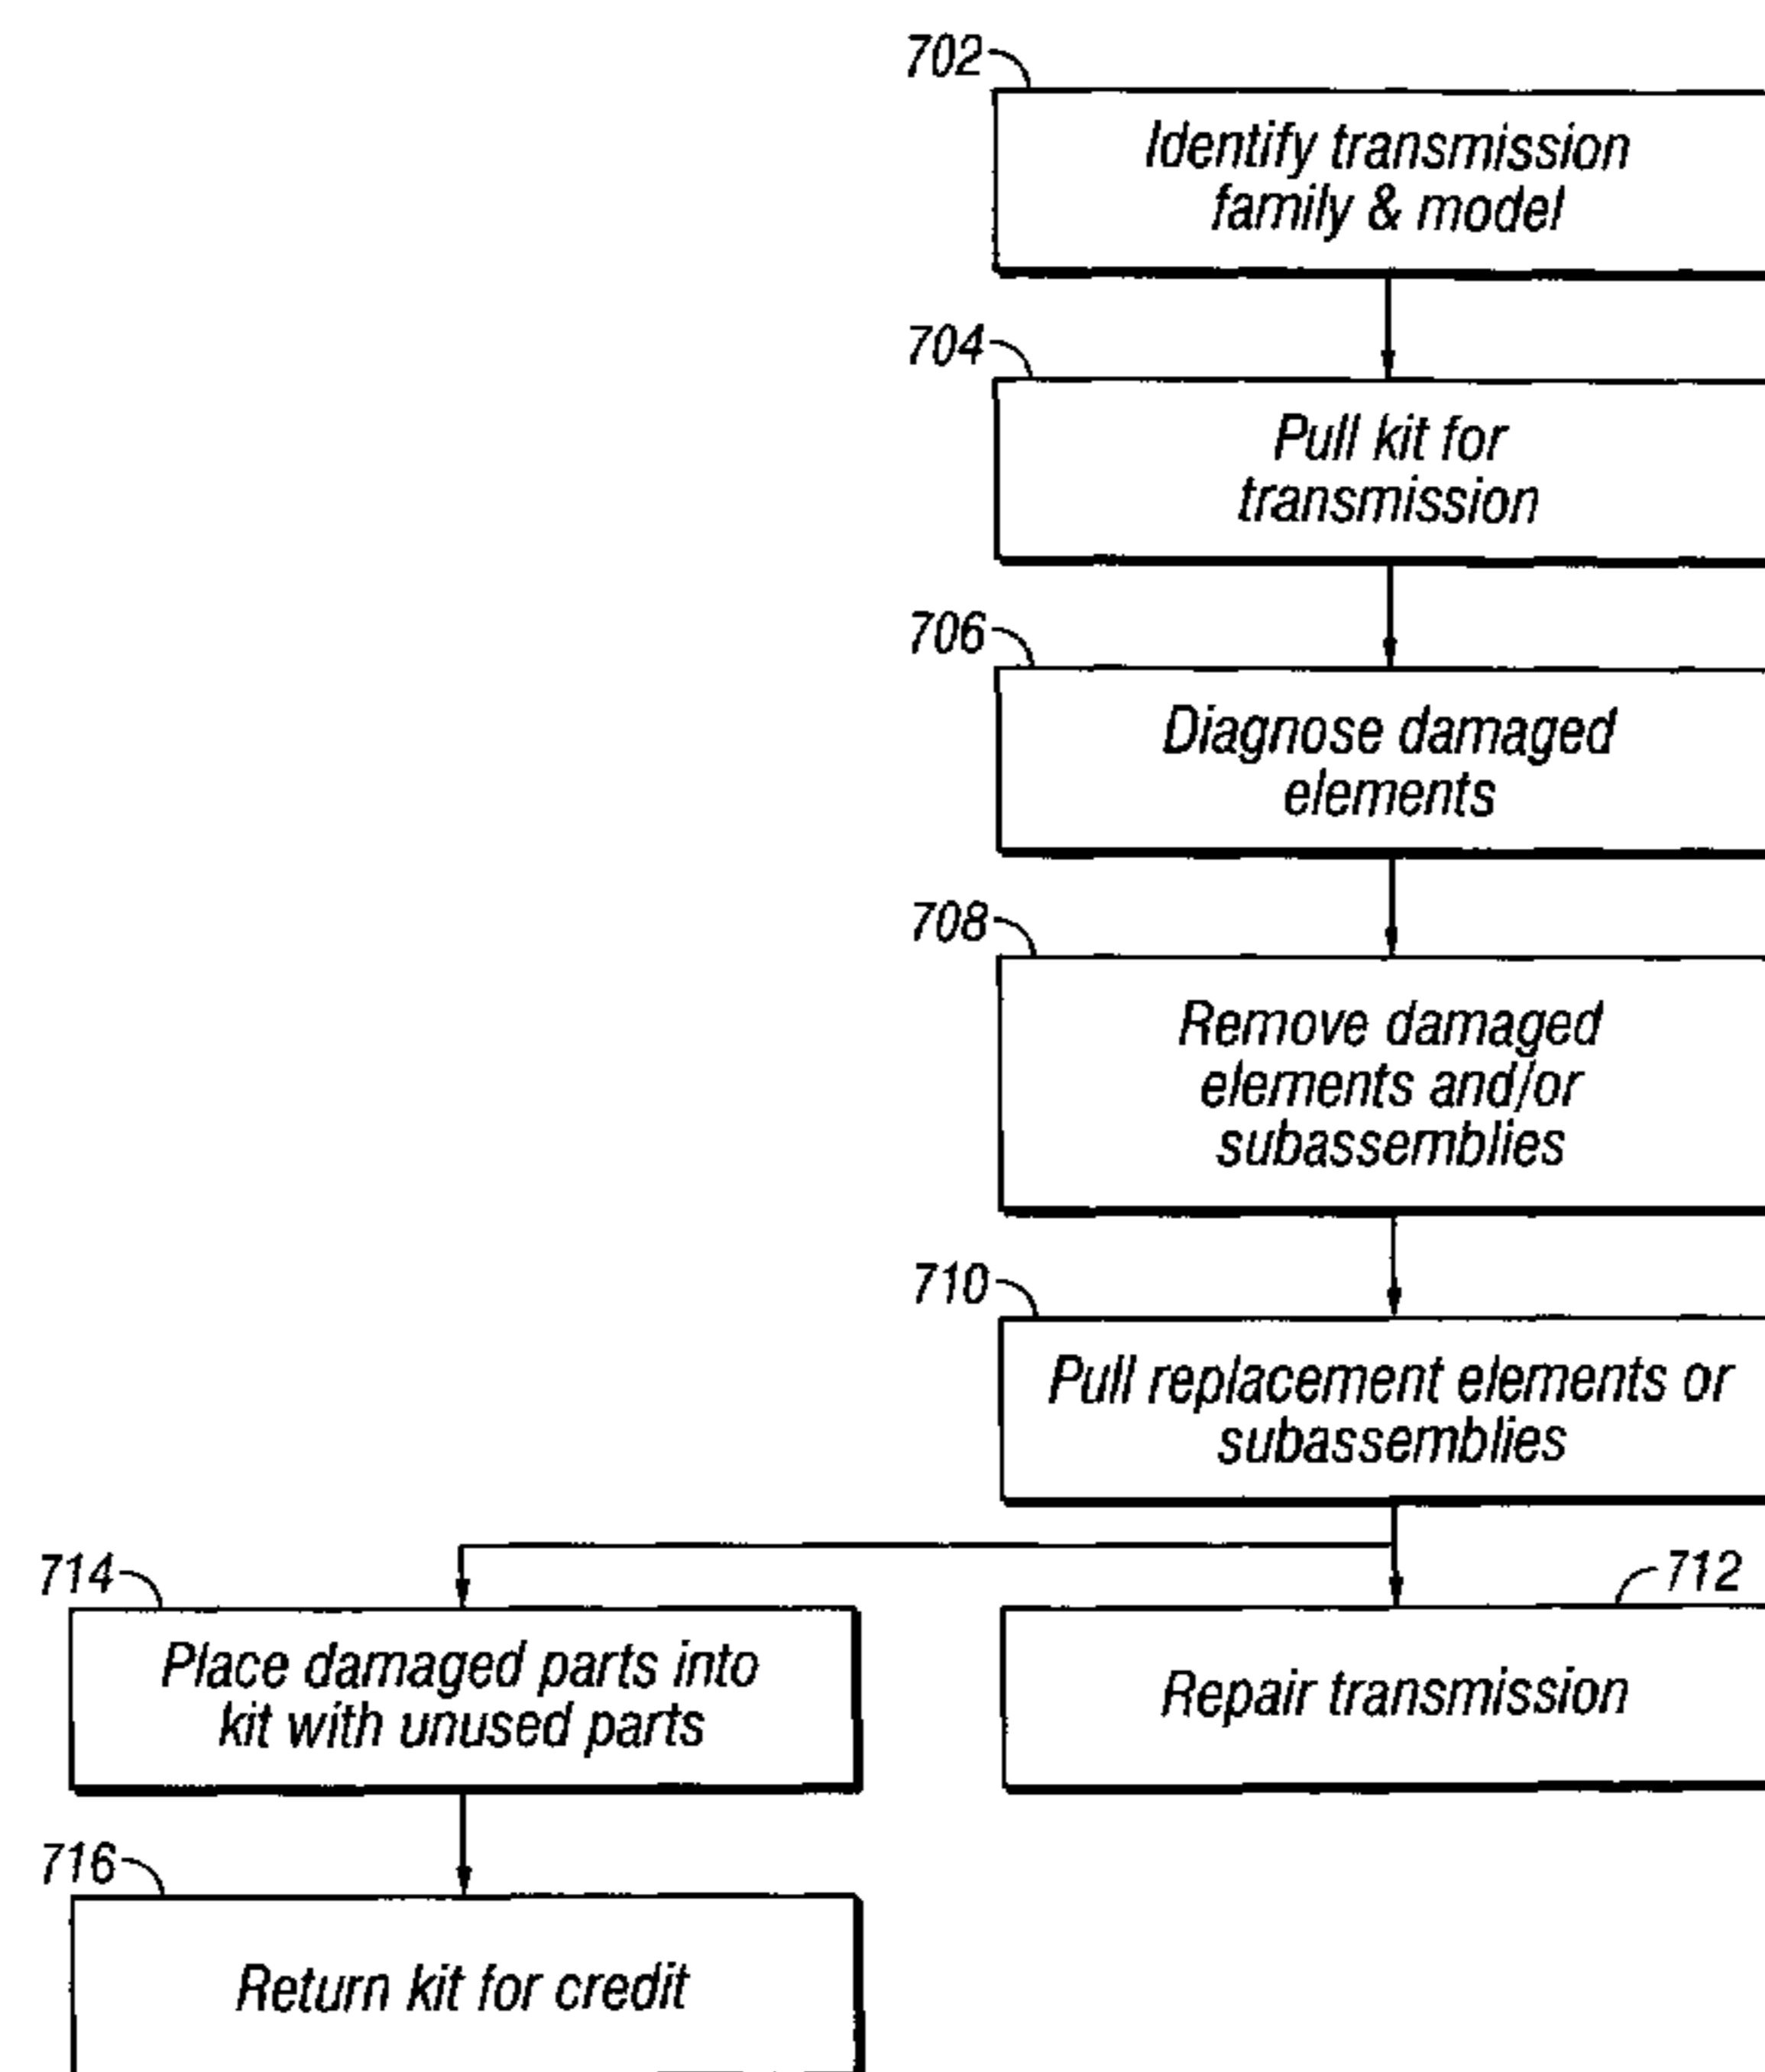 702
Identify transmission
family & model
704
Pull kit for
transmission
706
Diagnose damaged
elements
708
Remove damaged
elements and/or
subassemblies
710
Pull replacement elements or
subassemblies
714
712
Place damaged parts into
kit with unused parts
Repair transmission
716
Return kit for credit